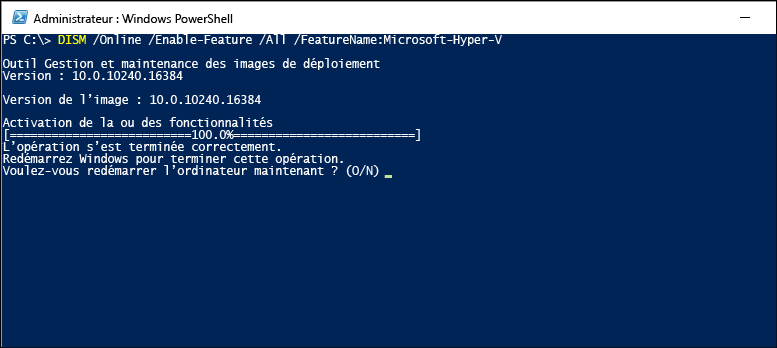 Administrateur : Windows PowerShell
PS C:\> DISM /Online /Enable-Feature /All /FeatureName:Microsoft-Hyper-V
Outil Gestion et maintenance des images de déploiement
Version : 10.0.10240.16384
Version de l’image : 10.0.10240.16384
Activation de la ou des fonctionnalités
[==========================100.0%==========================]
L’opération s’est terminée correctement.
Redémarrez Windows pour terminer cette opération.
Voulez-vous redémarrer l’ordinateur maintenant ? (O/N)